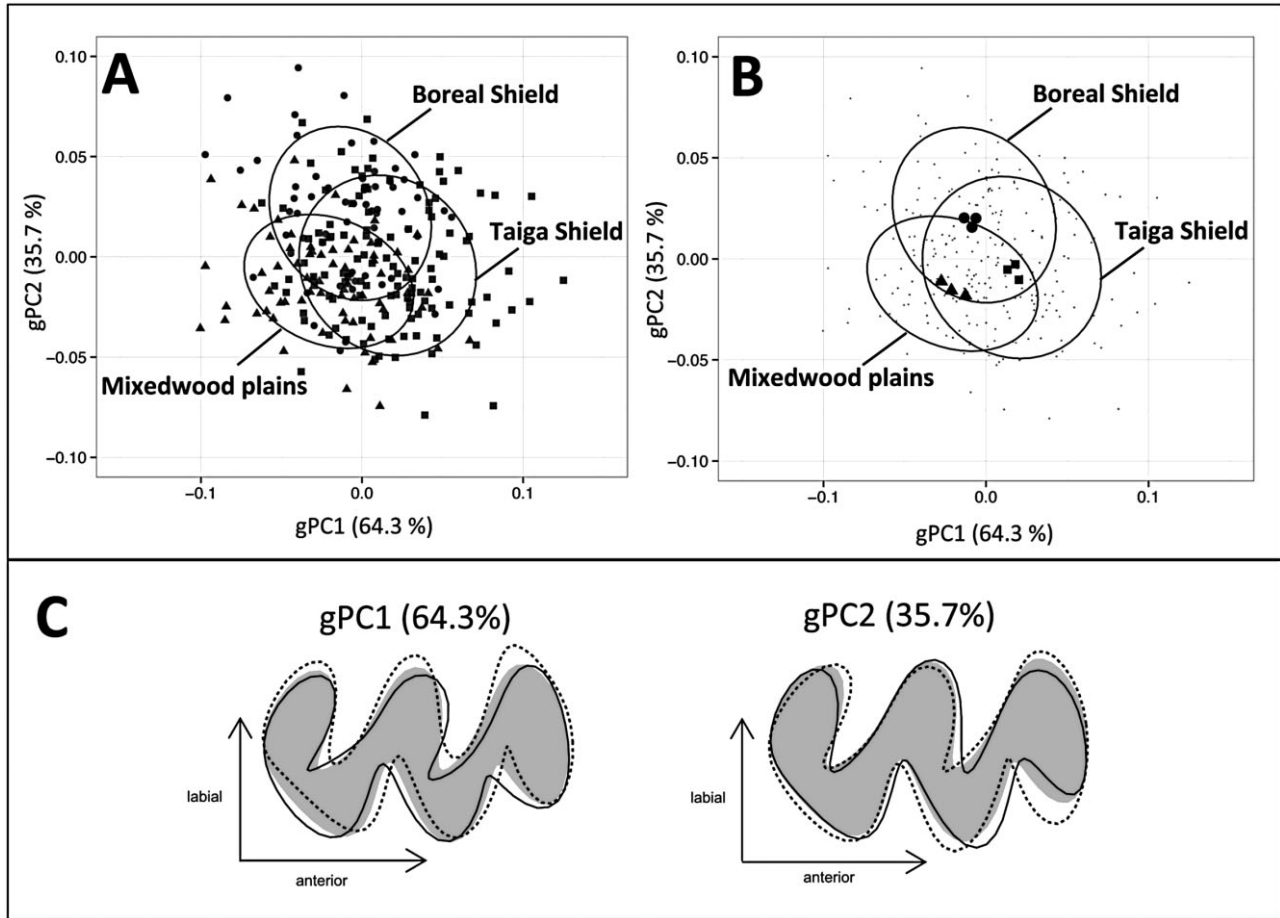 A
Boreal Shield
Taiga Shield
Mixedwood plains
0.10
0.05
0.00
−0.05
−0.10
gPC2 (35.7 %)
−0.1
0.0
0.1
gPC1 (64.3 %)
B
Boreal Shield
Taiga Shield
Mixedwood plains
0.10
0.05
0.00
−0.05
−0.10
gPC2 (35.7 %)
−0.1
0.0
0.1
gPC1 (64.3 %)
C
gPC1 (64.3%)
labial
anterior
gPC2 (35.7%)
labial
anterior